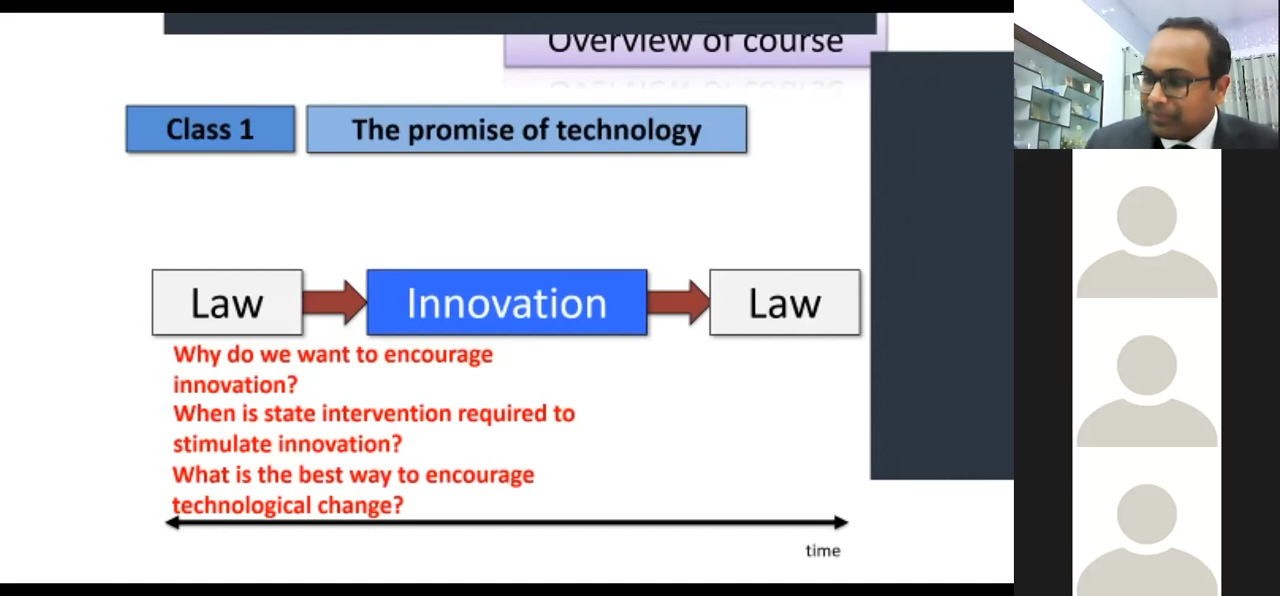 Overview of course
Class 1
The promise of technology
Law
Innovation
Law
Why do we want to encourage
innovation?
When is state intervention required to
stimulate innovation?
What is the best way to encourage
technological change?
time